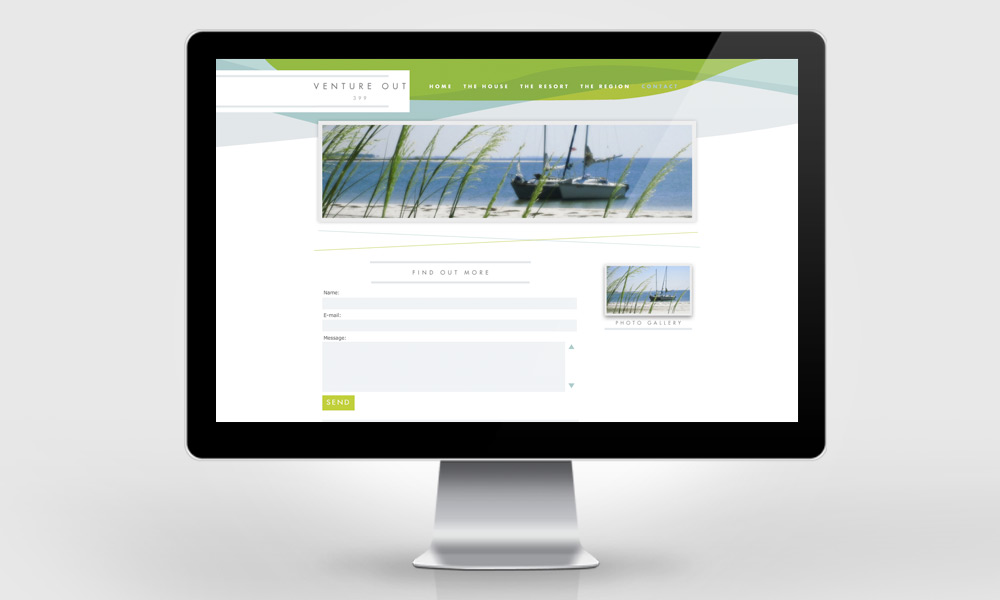 VENTURE OUT
299
HOME THE HOUSE THE RESORT THE REGION CONTACT
FIND OUT MORE
Name:
E-mail:
Message:
SEND
PHOTO GALLERY